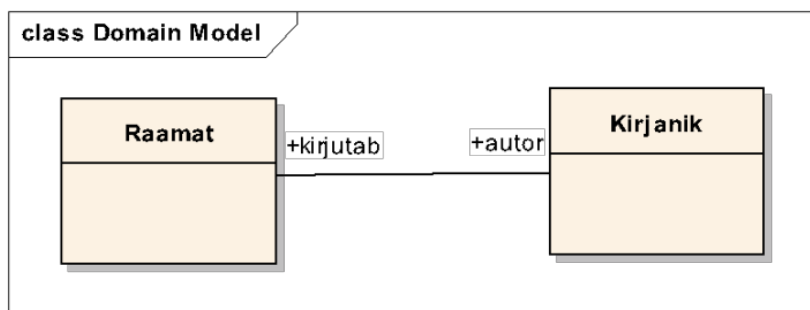 class Domain Model
Raamat
Kirjanik
+kirjutab
+autor